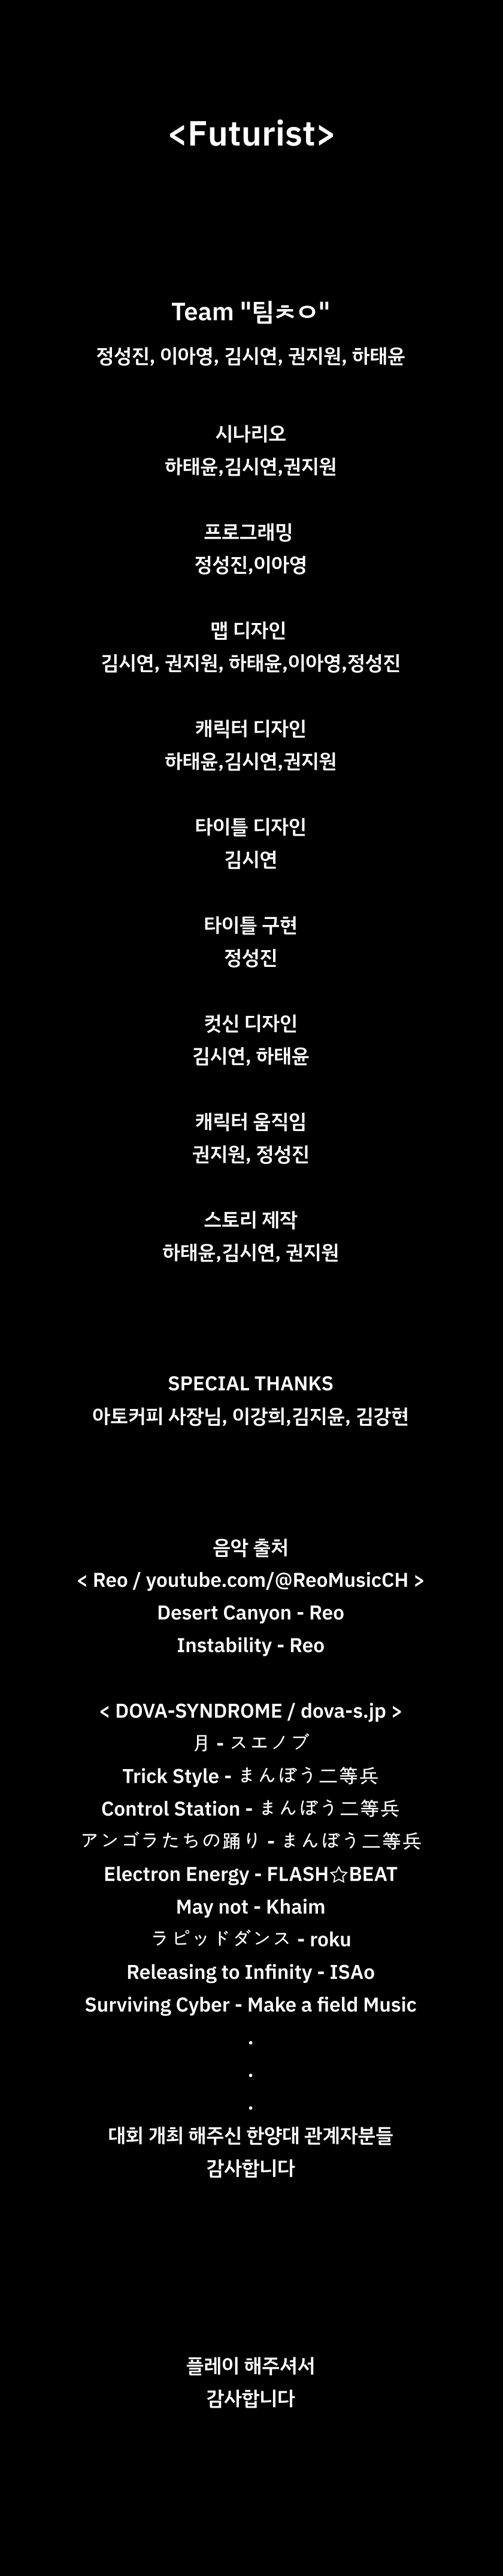 <Futurist>
Team "팀ㅊㅇ"
정성진, 이아영, 김시연, 권지원, 하태윤
시나리오
하태윤,김시연,권지원
프로그래밍
정성진,이아영
맵 디자인
김시연, 권지원, 하태윤,이아영,정성진
캐릭터 디자인
하태윤,김시연,권지원
타이틀 디자인
김시연
타이틀 구현
정성진
컷신 디자인
김시연, 하태윤
캐릭터 움직임
권지원, 정성진
스토리 제작
하태윤,김시연, 권지원
SPECIAL THANKS
아토커피 사장님, 이강희,김지윤, 김강현
음악 출처
< Reo / youtube.com/@ReoMusicCH >
Desert Canyon - Reo
Instability - Reo
< DOVA-SYNDROME / dova-s.jp >
月 - スエノブ
Trick Style - まんぼう二等兵
Control Station - まんぼう二等兵
アンゴラたちの踊り - まんぼう二等兵
Electron Energy - FLASH☆BEAT
May not - Khaim
ラピッドダンス - roku
Releasing to Infinity - ISAo
Surviving Cyber - Make a field Music
.
.
.
대회 개최 해주신 한양대 관계자분들
감사합니다
플레이 해주셔서
감사합니다